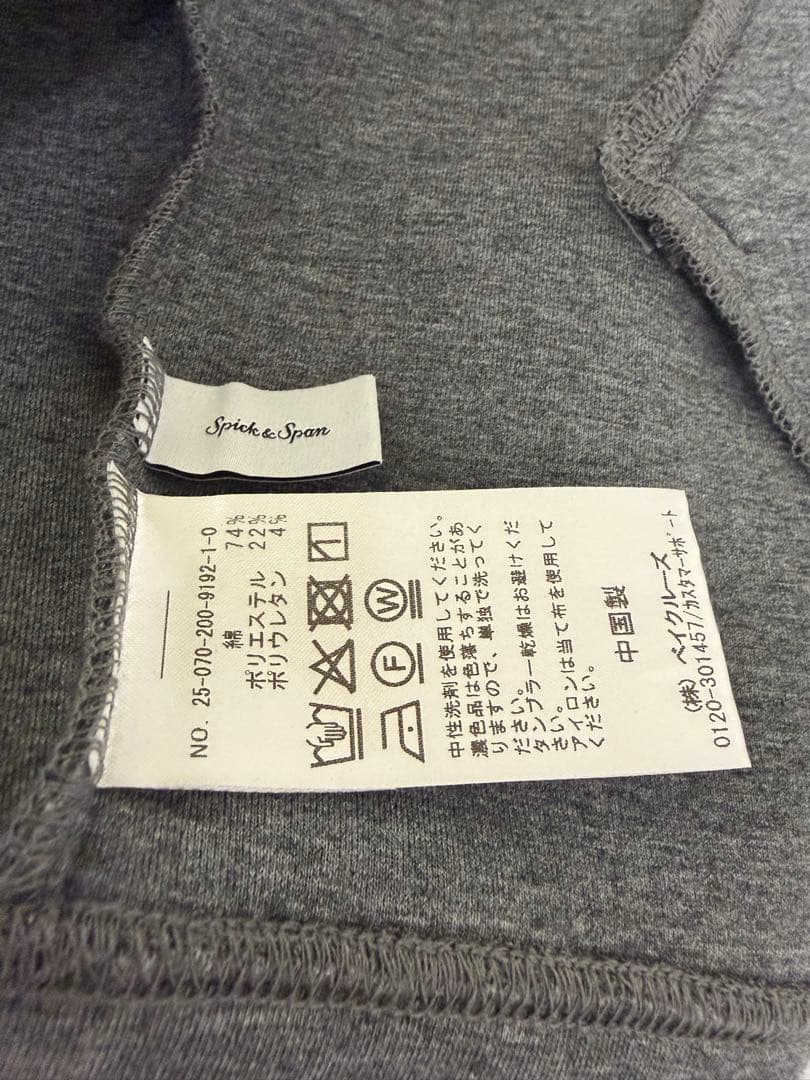 Spick & Span
NO. 25-070-200-9192-1-0
綿 74%
ポリエステル 22%
ポリウレタン 4%
F W
中性洗剤を使用してください。
濃色品は色落ちすることがあ
りますので、単独で洗ってく
ださい。
タンブラー乾燥はお避けくだ
さい。
アイロンは当て布を使用して
ください。
中国製
(株) ベイクルーズ
0120-301457/カスタマーサポート